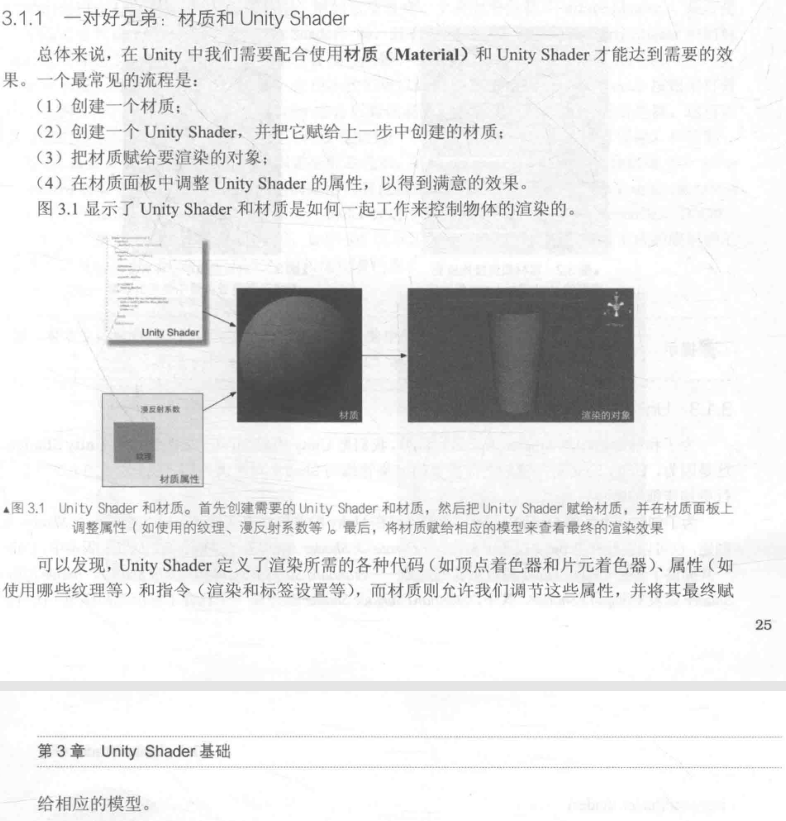 3.1.1 一对好兄弟：材质和 Unity Shader
总体来说，在 Unity 中我们需要配合使用材质（Material）和 Unity Shader 才能达到需要的效
果。一个最常见的流程是：
（1）创建一个材质；
（2）创建一个 Unity Shader，并把它赋给上一步中创建的材质；
（3）把材质赋给要渲染的对象；
（4）在材质面板中调整 Unity Shader 的属性，以得到满意的效果。
图 3.1 显示了 Unity Shader 和材质是如何一起工作来控制物体的渲染的。
Unity Shader
材质
渲染的对象
漫反射系数
纹理
材质属性
▲图 3.1 Unity Shader 和材质。首先创建需要的 Unity Shader 和材质，然后把 Unity Shader 赋给材质，并在材质面板上
调整属性（如使用的纹理、漫反射系数等）。最后，将材质赋给相应的模型来查看最终的渲染效果
可以发现，Unity Shader 定义了渲染所需的各种代码（如顶点着色器和片元着色器）、属性（如
使用哪些纹理等）和指令（渲染和标签设置等），而材质则允许我们调节这些属性，并将其最终赋
25
第 3 章 Unity Shader 基础
给相应的模型。